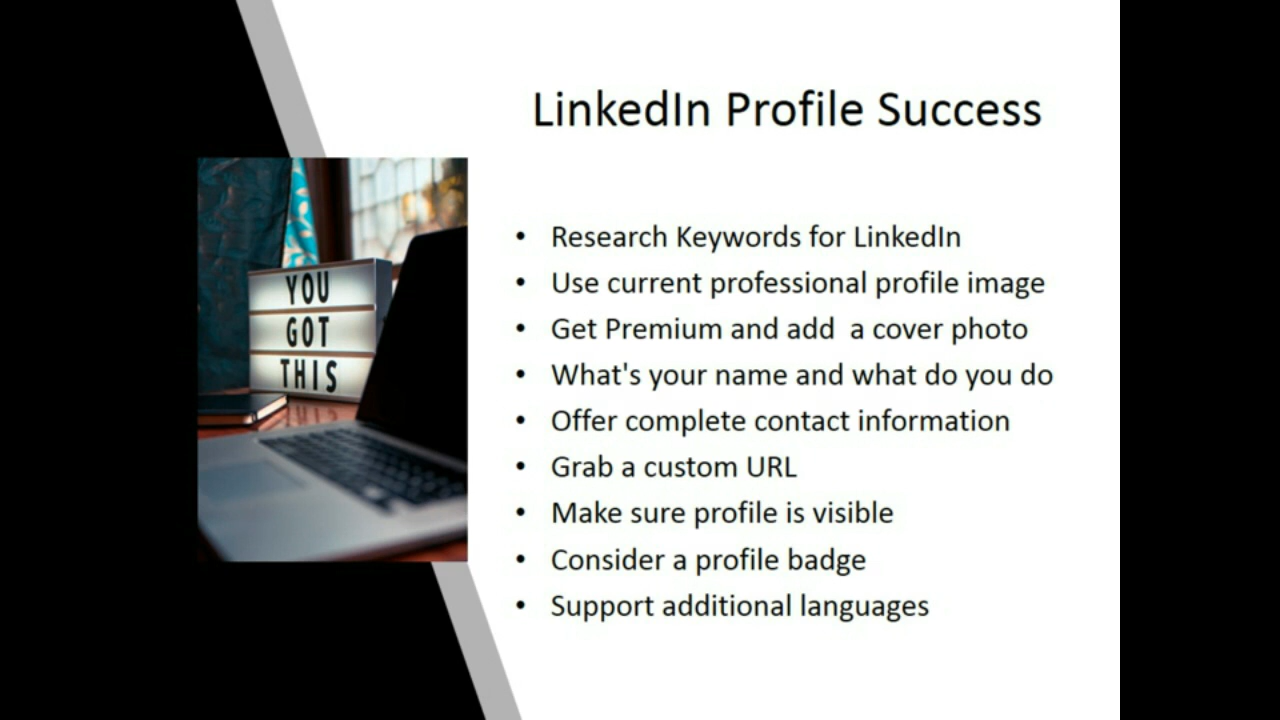 LinkedIn Profile Success
YOU
GOT
THIS
• Research Keywords for LinkedIn
• Use current professional profile image
• Get Premium and add  a cover photo
• What's your name and what do you do
• Offer complete contact information
• Grab a custom URL
• Make sure profile is visible
• Consider a profile badge
• Support additional languages